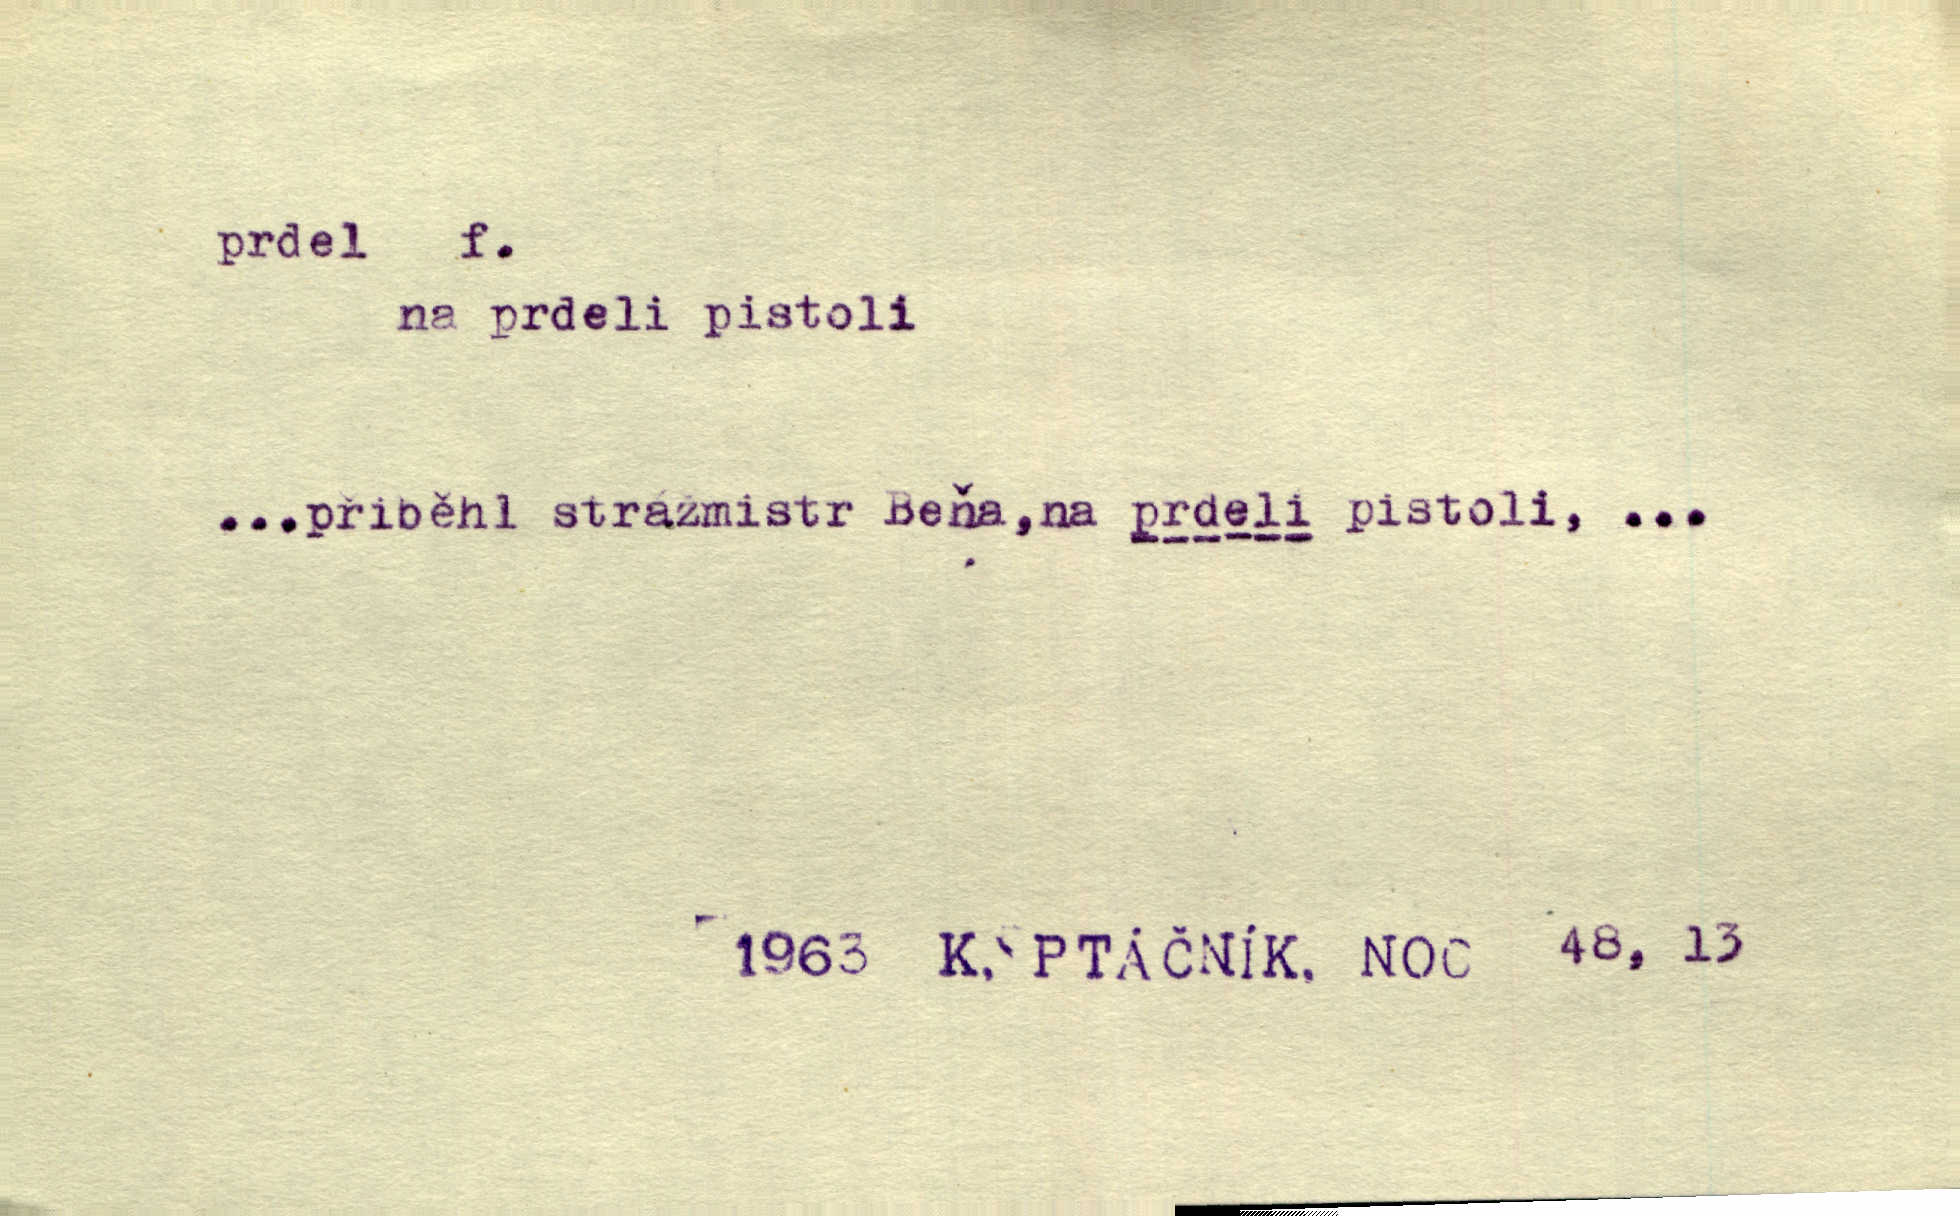 prdel f.
na prdeli pistoli
...přiběhl strážmistr Beňa,na prdeli pistoli, ...
1963 K. PTÁČNÍK. NOC 48, 13